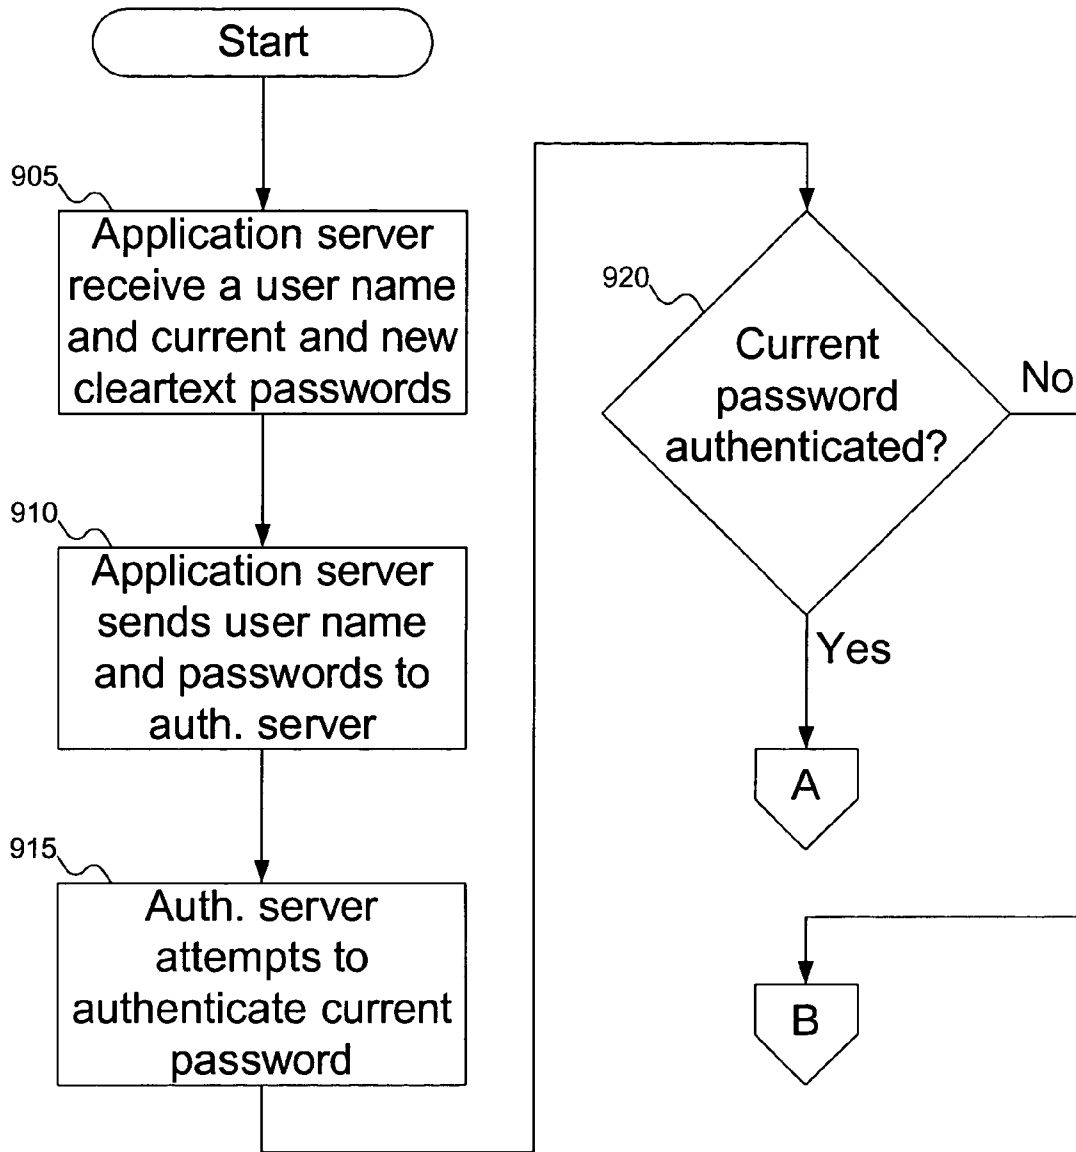 Start
905
Application server
receive a user name
and current and new
cleartext passwords
910
Application server
sends user name
and passwords to
auth. server
915
Auth. server
attempts to
authenticate current
password
920
Current
password
authenticated?
No
Yes
A
B